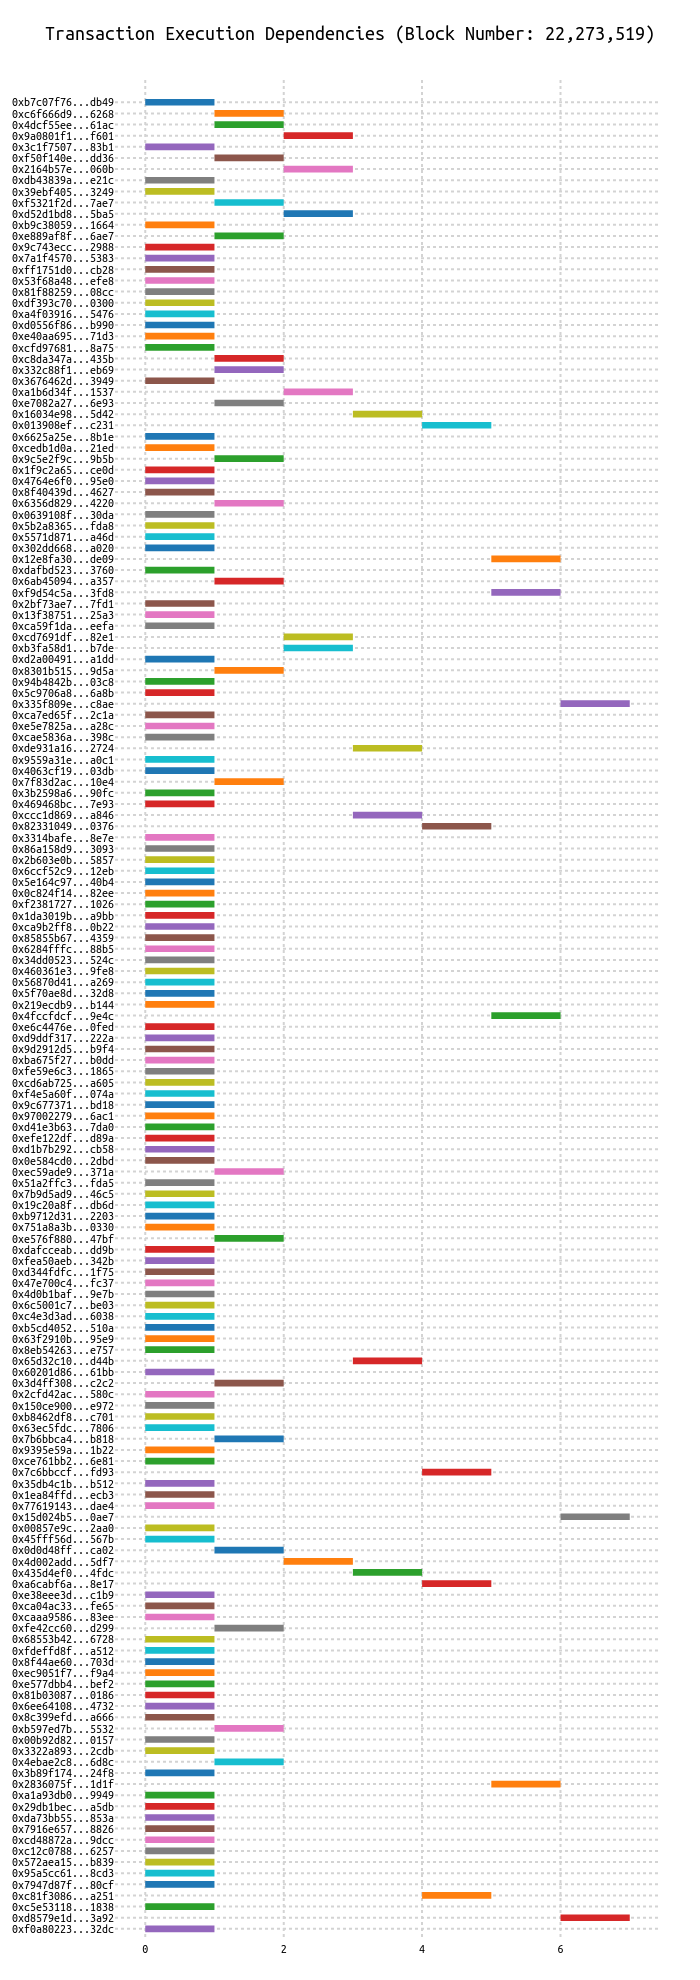 Transaction Execution Dependencies (Block Number: 22,273,519)
0xb7c07f76...db49
0xc6f666d9...6268
0x4dcf55ee...61ac
0x9a0801f1...f601
0x3c1f7507...83b1
0xf50f140e...dd36
0x2164b57e...060b
0xdb43839a...e21c
0x39ebf405...3249
0xf5321f2d...7ae7
0xd52d1bd8...5ba5
0xb9c38059...1664
0xe889af8f...6ae7
0x9c743ecc...2988
0x7a1f4570...5383
0xff1751d0...cb28
0x53f68a48...efe8
0x81f88259...08cc
0xdf393c70...0300
0xa4f03916...5476
0xd0556f86...b990
0xe40aa695...71d3
0xcfd97681...8a75
0xc8da347a...435b
0x332c88f1...eb69
0x3676462d...3949
0xa1b6d34f...1537
0xe7082a27...6e93
0x16034e98...5d42
0x013908ef...c231
0x6625a25e...8b1e
0xcedb1d0a...21ed
0x9c5e2f9c...9b5b
0x1f9c2a65...ce0d
0x4764e6f0...95e0
0x8f40439d...4627
0x6356d829...4220
0x0639108f...30da
0x5b2a8365...fda8
0x5571d871...a46d
0x302dd668...a020
0x12e8fa30...de09
0xdafbd523...3760
0x6ab45094...a357
0xf9d54c5a...3fd8
0x2bf73ae7...7fd1
0x13f38751...25a3
0xca59f1da...eefa
0xcd7691df...82e1
0xb3fa58d1...b7de
0xd2a00491...a1dd
0x8301b515...9d5a
0x94b4842b...03c8
0x5c9706a8...6a8b
0x335f809e...c8ae
0xca7ed65f...2c1a
0xe5e7825a...a28c
0xcae5836a...398c
0xde931a16...2724
0x9559a31e...a0c1
0x4063cf19...03db
0x7f83d2ac...10e4
0x3b2598a6...90fc
0x469468bc...7e93
0xccc1d869...a846
0x82331049...0376
0x3314bafe...8e7e
0x86a158d9...3093
0x2b603e0b...5857
0x6ccf52c9...12eb
0x5e164c97...40b4
0x0c824f14...82ee
0xf2381727...1026
0x1da3019b...a9bb
0xca9b2ff8...0b22
0x85855b67...4359
0x6284fffc...88b5
0x34dd0523...524c
0x460361e3...9fe8
0x56870d41...a269
0x5f70ae8d...32d8
0x219ecdb9...b144
0x4fccfdcf...9e4c
0xe6c4476e...0fed
0xd9ddf317...222a
0x9d2912d5...b9f4
0xba675f27...b0dd
0xfe59e6c3...1865
0xcd6ab725...a605
0xf4e5a60f...074a
0x9c677371...bd18
0x97002279...6ac1
0xd41e3b63...7da0
0xefe122df...d89a
0xd1b7b292...cb58
0x0e584cd0...2dbd
0xec59ade9...371a
0x51a2ffc3...fda5
0x7b9d5ad9...46c5
0x19c20a8f...db6d
0xb9712d31...2203
0x751a8a3b...0330
0xe576f880...47bf
0xdafcceab...dd9b
0xfea50aeb...342b
0xd344fdfc...1f75
0x47e700c4...fc37
0x4d0b1baf...9e7b
0x6c5001c7...be03
0xc4e3d3ad...6038
0xb5cd4052...510a
0x63f2910b...95e9
0x8eb54263...e757
0x65d32c10...d44b
0x60201d86...61bb
0x3d4ff308...c2c2
0x2cfd42ac...580c
0x150ce900...e972
0xb8462df8...c701
0x63ec5fdc...7806
0x7b6bbca4...b818
0x9395e59a...1b22
0xce761bb2...6e81
0x7c6bbccf...fd93
0x35db4c1b...b512
0x1ea84ffd...ecb3
0x77619143...dae4
0x15d024b5...0ae7
0x00857e9c...2aa0
0x45fff56d...567b
0x0d0d48ff...ca02
0x4d002add...5df7
0x435d4ef0...4fdc
0xa6cabf6a...8e17
0xe38eee3d...c1b9
0xca04ac33...fe65
0xcaaa9586...83ee
0xfe42cc60...d299
0x68553b42...6728
0xfdeffd8f...a512
0x8f44ae60...703d
0xec9051f7...f9a4
0xe577dbb4...bef2
0x81b03087...0186
0x6ee64108...4732
0x8c399efd...a666
0xb597ed7b...5532
0x00b92d82...0157
0x3322a893...2cdb
0x4ebae2c8...6d8c
0x3b89f174...24f8
0x2836075f...1d1f
0xa1a93db0...9949
0x29db1bec...a5db
0xda73bb55...853a
0x7916e657...8826
0xcd48872a...9dcc
0xc12c0788...6257
0x572aea15...b839
0x95a5cc61...8cd3
0x7947d87f...80cf
0xc81f3086...a251
0xc5e53118...1838
0xd8579e1d...3a92
0xf0a80223...32dc
0 2 4 6